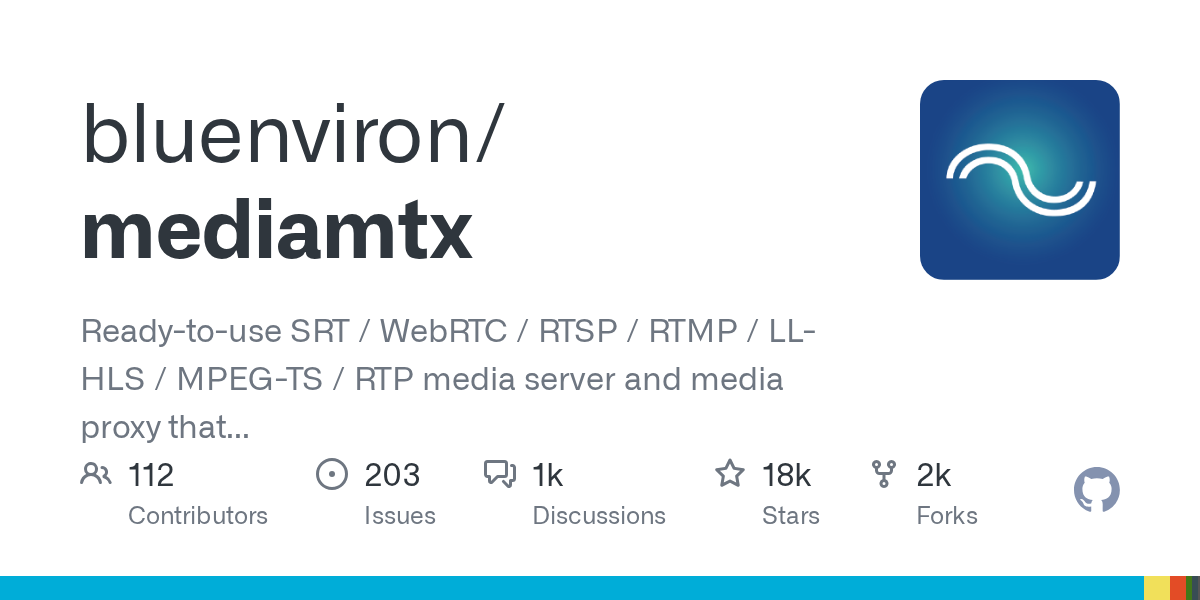 bluenviron/
mediamtx
Ready-to-use SRT / WebRTC / RTSP / RTMP / LL-
HLS / MPEG-TS / RTP media server and media
proxy that...
112 203 1k 18k 2k
Contributors Issues Discussions Stars Forks